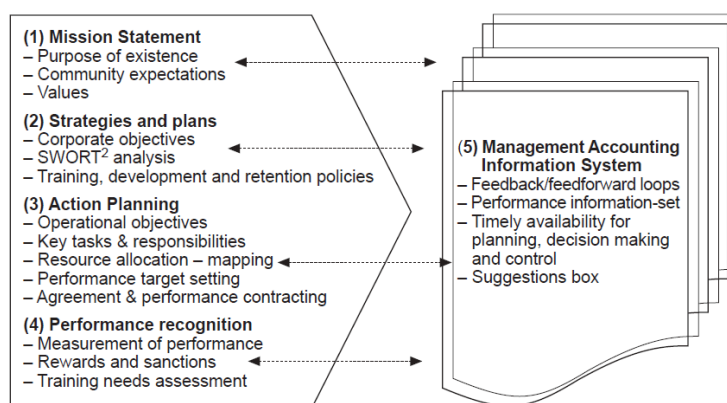 (1) Mission Statement
– Purpose of existence
– Community expectations
– Values
(2) Strategies and plans
– Corporate objectives
– SWORT² analysis
– Training, development and retention policies
(3) Action Planning
– Operational objectives
– Key tasks & responsibilities
– Resource allocation – mapping
– Performance target setting
– Agreement & performance contracting
(4) Performance recognition
– Measurement of performance
– Rewards and sanctions
– Training needs assessment
(5) Management Accounting
Information System
– Feedback/feedforward loops
– Performance information-set
– Timely availability for
planning, decision making
and control
– Suggestions box